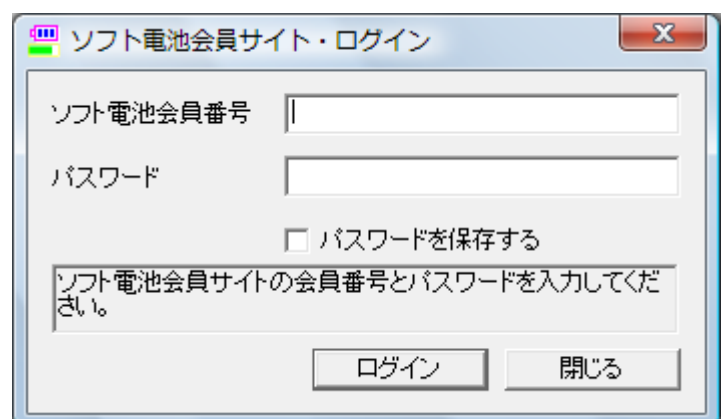 ソフト電池会員サイト・ログイン
ソフト電池会員番号
パスワード
パスワードを保存する
ソフト電池会員サイトの会員番号とパスワードを入力してくだ
さい。
ログイン 閉じる